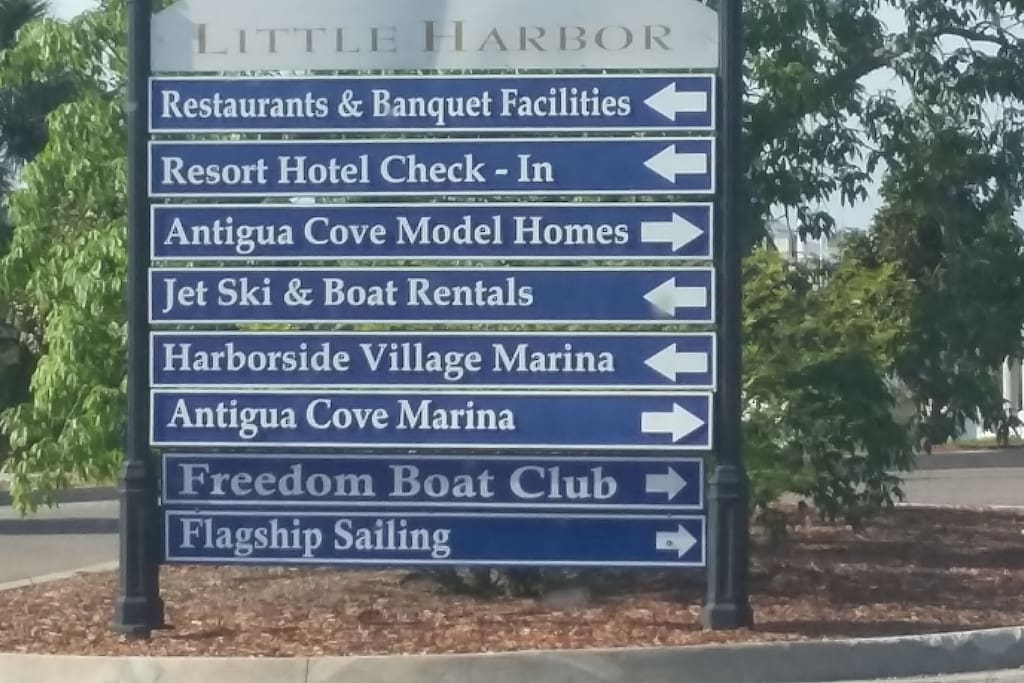 LITTLE HARBOR
Restaurants & Banquet Facilities
Resort Hotel Check - In
Antigua Cove Model Homes
Jet Ski & Boat Rentals
Harborside Village Marina
Antigua Cove Marina
Freedom Boat Club
Flagship Sailing